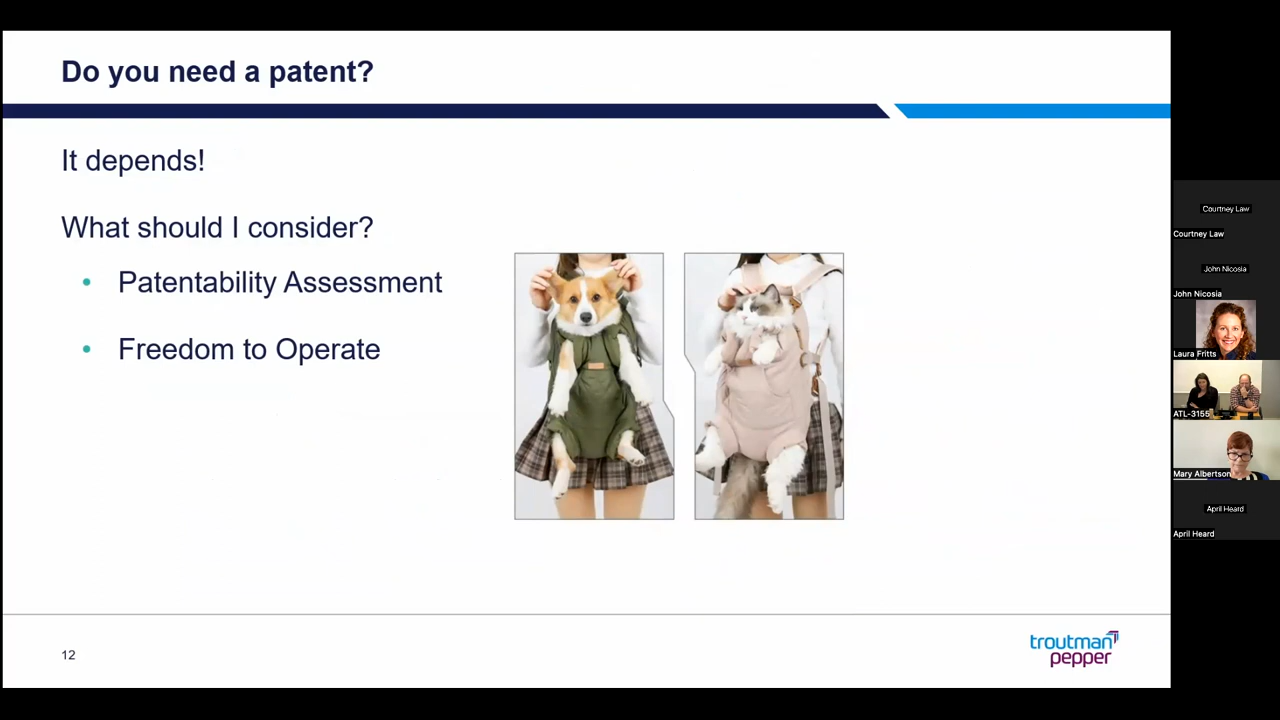 Do you need a patent?
It depends!
What should I consider?
• Patentability Assessment
• Freedom to Operate
12
troutman
pepper
Courtney Law
Courtney Law
John Nicosia
John Nicosia
Laura Fritts
ATL-3155
Mary Albertson
April Heard
April Heard